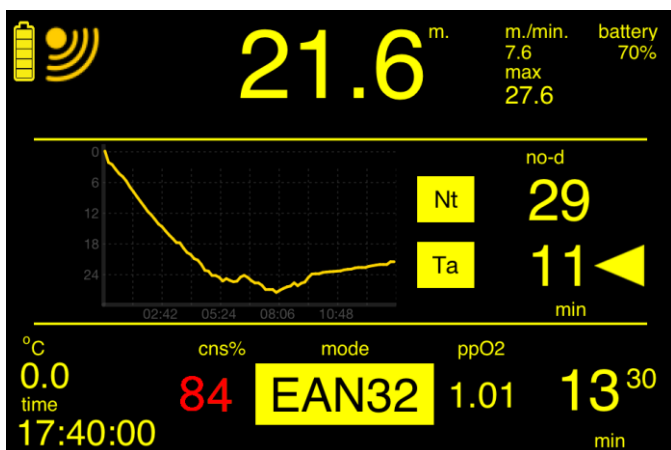 21.6 m.
m./min. battery
7.6 70%
max
27.6
no-d
Nt 29
Ta 11
min
0
6
12
18
24
02:42 05:24 08:06 10:48
°C cns% mode ppO2
0.0 84 EAN32 1.01 13 30
time
17:40:00 min